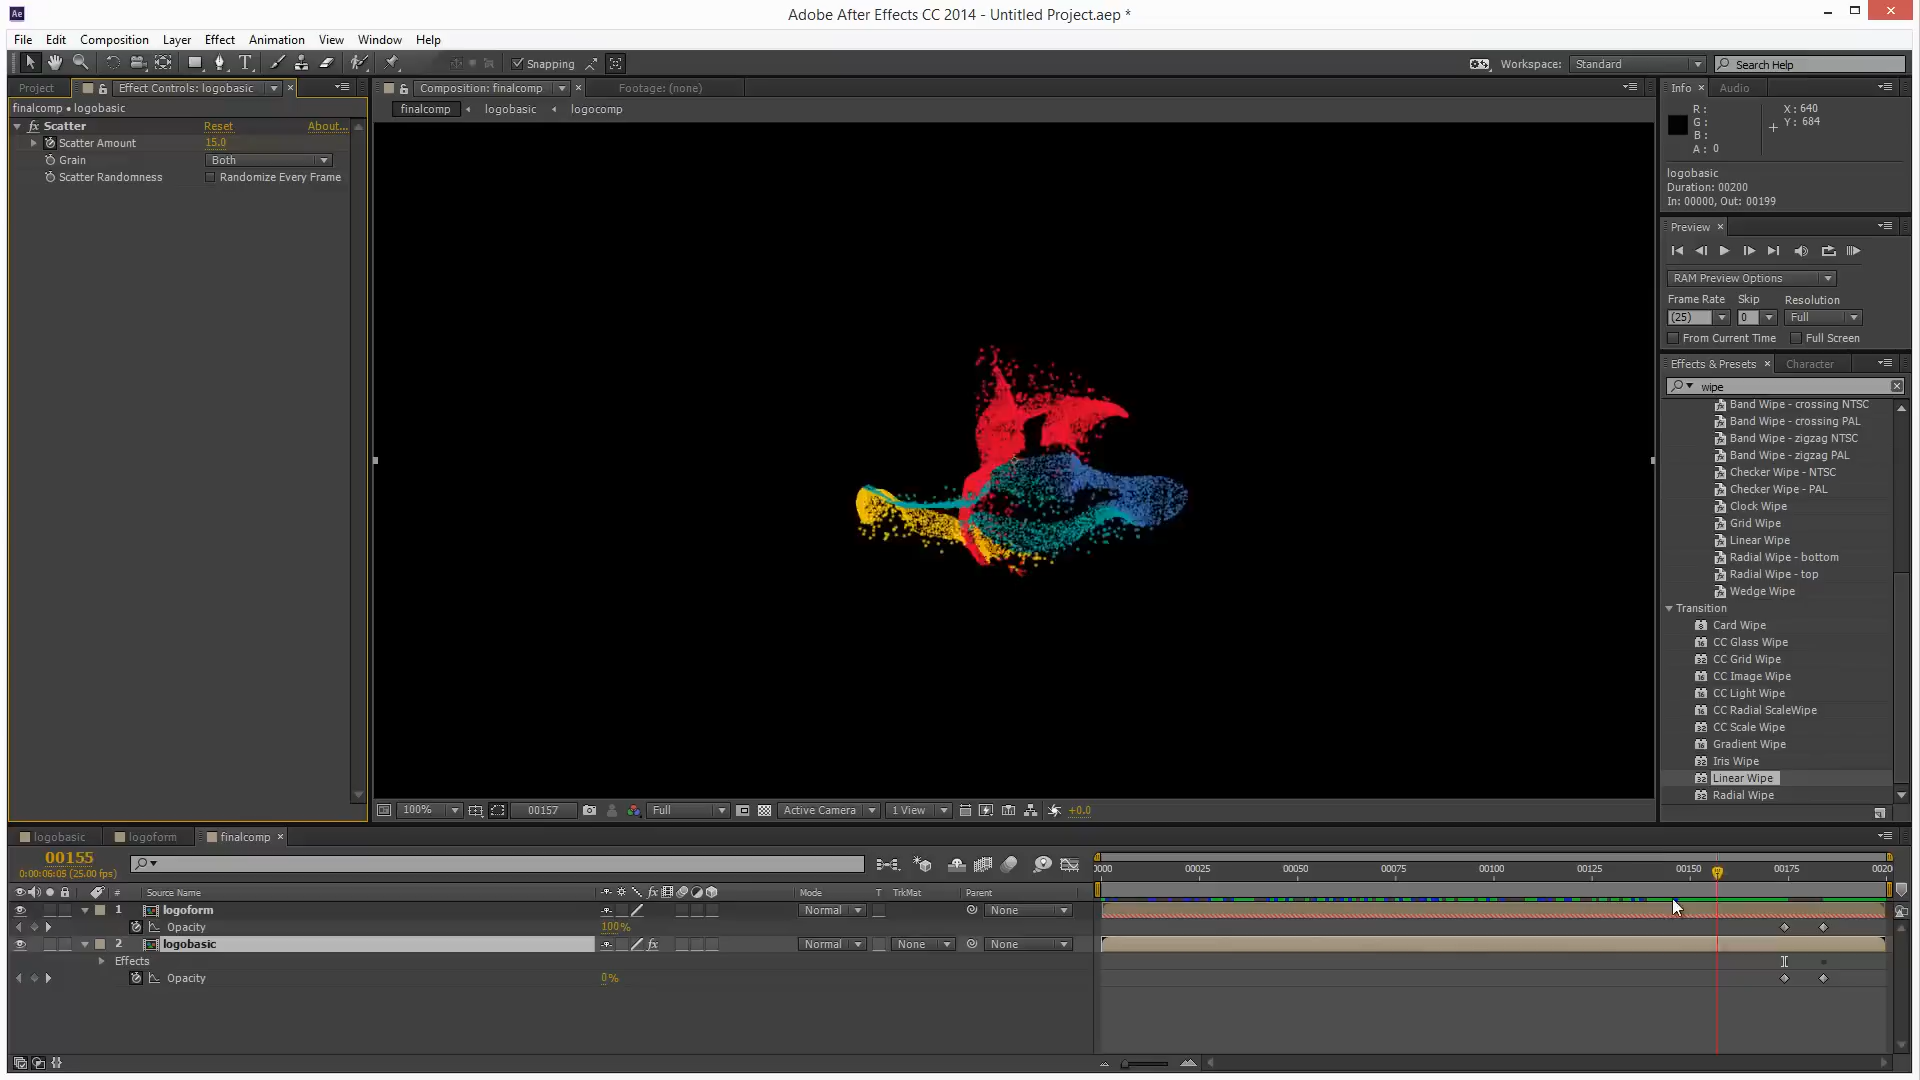 Ae
Adobe After Effects CC 2014 - Untitled Project.aep *
File Edit Composition Layer Effect Animation View Window Help
Snapping
Workspace: Standard
Search Help
Project
Effect Controls: logobasic
finalcomp • logobasic
fx Scatter Reset About...
Scatter Amount 15.0
Grain Both
Scatter Randomness Randomize Every Frame
Composition: finalcomp
Footage: (none)
finalcomp logobasic logocomp
100% 00157 Full Active Camera 1 View +0.0
Info Audio
R: X: 640
G: Y: 684
B:
A: 0
logobasic
Duration: 00200
In: 00000, Out: 00199
Preview
RAM Preview Options
Frame Rate Skip Resolution
(25) 0 Full
From Current Time Full Screen
Effects & Presets Character
wipe
Band Wipe - crossing NTSC
Band Wipe - crossing PAL
Band Wipe - zigzag NTSC
Band Wipe - zigzag PAL
Checker Wipe - NTSC
Checker Wipe - PAL
Clock Wipe
Grid Wipe
Linear Wipe
Radial Wipe - bottom
Radial Wipe - top
Wedge Wipe
Transition
Card Wipe
CC Glass Wipe
CC Grid Wipe
CC Image Wipe
CC Light Wipe
CC Radial ScaleWipe
CC Scale Wipe
Gradient Wipe
Iris Wipe
Linear Wipe
Radial Wipe
logobasic logoform finalcomp
00155
0:00:06:05 (25.00 fps)
# Source Name fx Mode T TrkMat Parent
0000 00025 00050 00075 00100 00125 00150 00175 0020
1 logoform Normal None
Opacity 100%
2 logobasic fx Normal None None
Effects
Opacity 0%